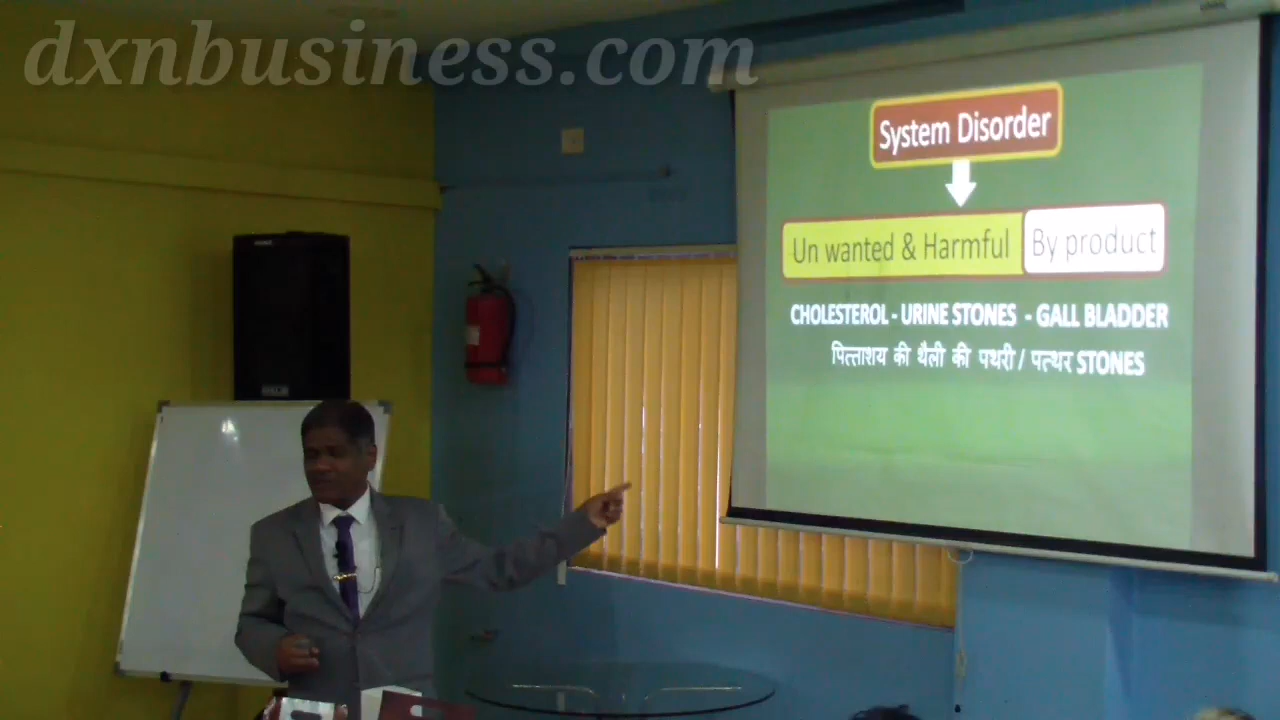 dxnbusiness.com
System Disorder
Un wanted & Harmful By product
CHOLESTEROL - URINE STONES - GALL BLADDER
पित्ताशय की थैली की पथरी / पत्थर STONES